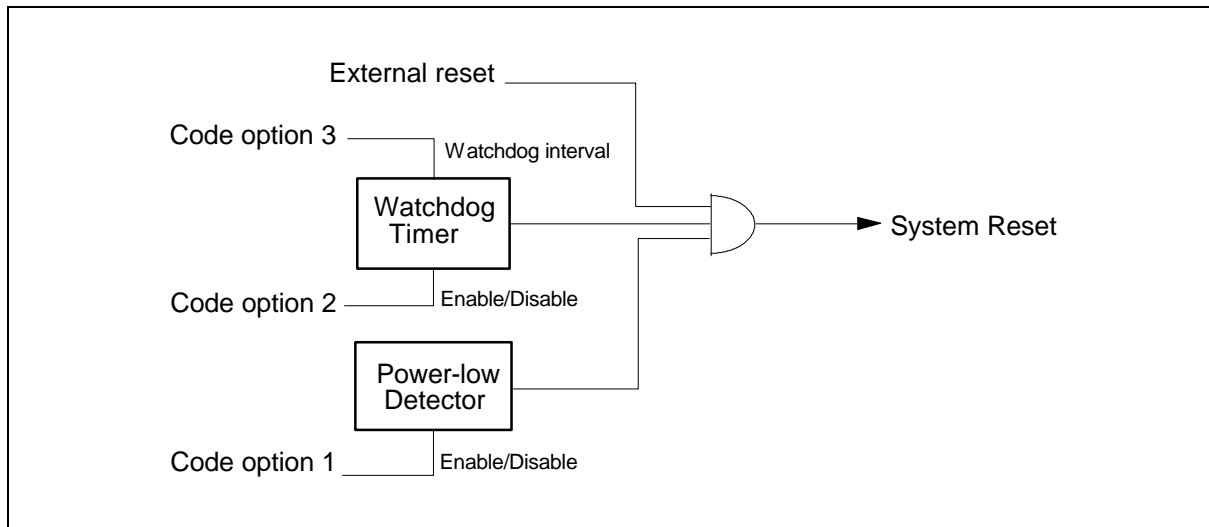 External reset
Code option 3
Watchdog interval
Watchdog
Timer
System Reset
Code option 2
Enable/Disable
Power-low
Detector
Code option 1
Enable/Disable